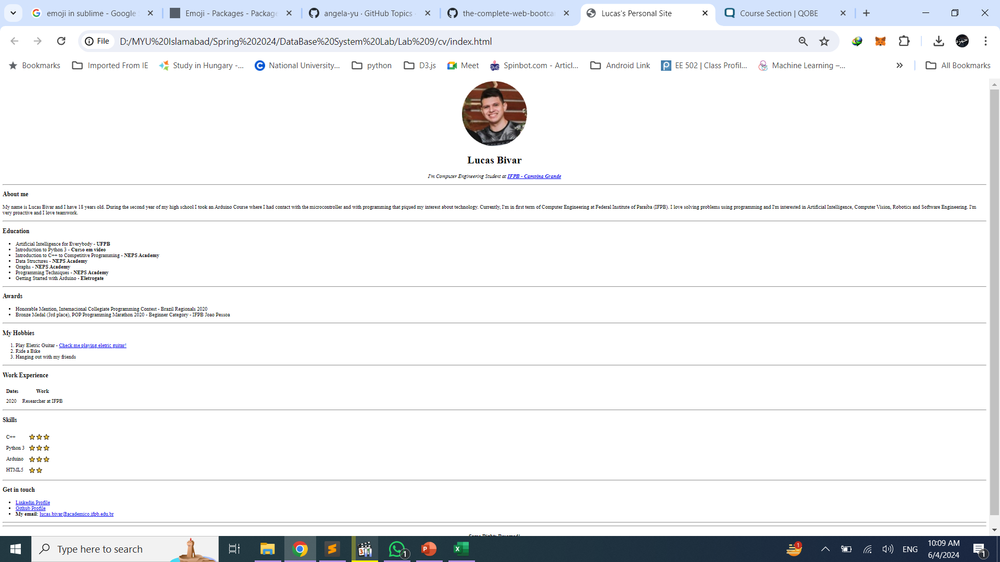 emoji in sublime - Google
Emoji - Packages - Package
angela-yu · GitHub Topics ·
the-complete-web-bootca
Lucas's Personal Site
Course Section | QOBE
File
D:/MYU%20Islamabad/Spring%202024/DataBase%20System%20Lab/Lab%209/cv/index.html
Bookmarks
Imported From IE
Study in Hungary -...
National University...
python
D3.js
Meet
Spinbot.com - Articl...
Android Link
EE 502 | Class Profil...
Machine Learning –...
All Bookmarks
Lucas Bivar
I'm Computer Engineering Student at IFPB - Campina Grande
About me
My name is Lucas Bivar and I have 18 years old. During the second year of my high school I took an Arduino Course where I had contact with the microcontroller and with programming that piqued my interest about technology. Currently, I'm in first term of Computer Engineering at Federal Institute of Paraíba (IFPB). I love solving problems using programming and I'm interested in Artificial Intelligence, Computer Vision, Robotics and Software Engineering. I'm
very proactive and I love teamwork.
Education
• Artificial Intelligence for Everybody - UFPB
• Introduction to Python 3 - Curso em vídeo
• Introduction to C++ to Competitive Programming - NEPS Academy
• Data Structures - NEPS Academy
• Graphs - NEPS Academy
• Programming Techniques - NEPS Academy
• Getting Started with Arduino - Eletrogate
Awards
• Honorable Mention, Internacional Collegiate Programming Contest - Brazil Regionals 2020
• Bronze Medal (3rd place), POP Programming Marathon 2020 - Beginner Category - IFPB Joao Pessoa
My Hobbies
1. Play Eletric Guitar - Check me playing eletric guitar!
2. Ride a Bike
3. Hanging out with my friends
Work Experience
Dates Work
2020 Researcher at IFPB
Skills
C++ ⭐⭐⭐
Python 3 ⭐⭐⭐
Arduino ⭐⭐⭐
HTML5 ⭐⭐
Get in touch
• Linkedin Profile
• Github Profile
• My email: lucas.bivar@academico.ifpb.edu.br
Some Rights Reserved!
Type here to search
1
1
ENG
10:09 AM
6/4/2024
1